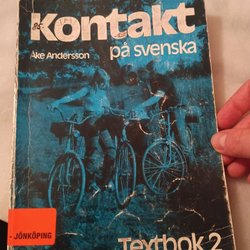 Kontakt
Åke Andersson
på svenska
- JÖNKÖPING
Textbok 2